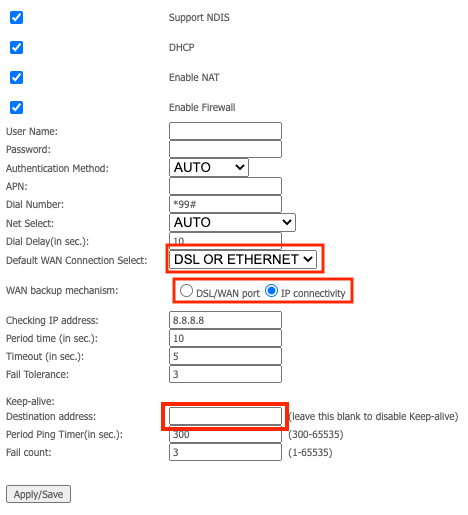 Support NDIS
DHCP
Enable NAT
Enable Firewall
User Name:
Password:
Authentication Method: AUTO
APN:
Dial Number: *99#
Net Select: AUTO
Dial Delay(in sec.): 10
Default WAN Connection Select: DSL OR ETHERNET
WAN backup mechanism: DSL/WAN port IP connectivity
Checking IP address: 8.8.8.8
Period time (in sec.): 10
Timeout (in sec.): 5
Fail Tolerance: 3
Keep-alive:
Destination address: (leave this blank to disable Keep-alive)
Period Ping Timer(in sec.): 300 (300-65535)
Fail count: 3 (1-65535)
Apply/Save